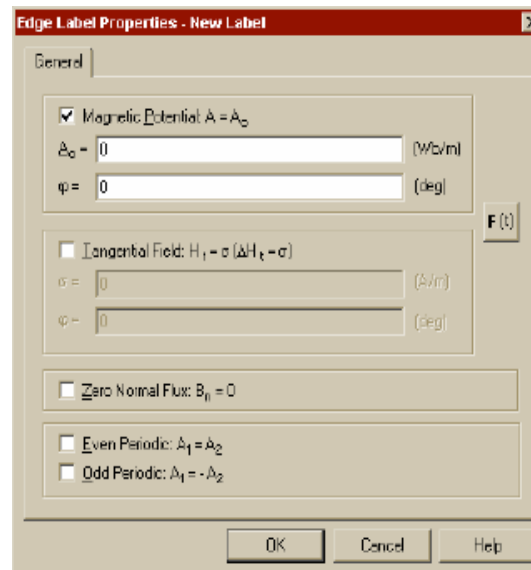 Edge Label Properties - New Label
General
Magnetic Potential: A = A₀
A₀ = 0 (Wb/m)
φ = 0 (deg)
F (t)
Tangential Field: Hₜ = σ (ΔHₜ = σ)
σ = 0 (A/m)
φ = 0 (deg)
Zero Normal Flux: Bₙ = 0
Even Periodic: A₁ = A₂
Odd Periodic: A₁ = - A₂
OK Cancel Help